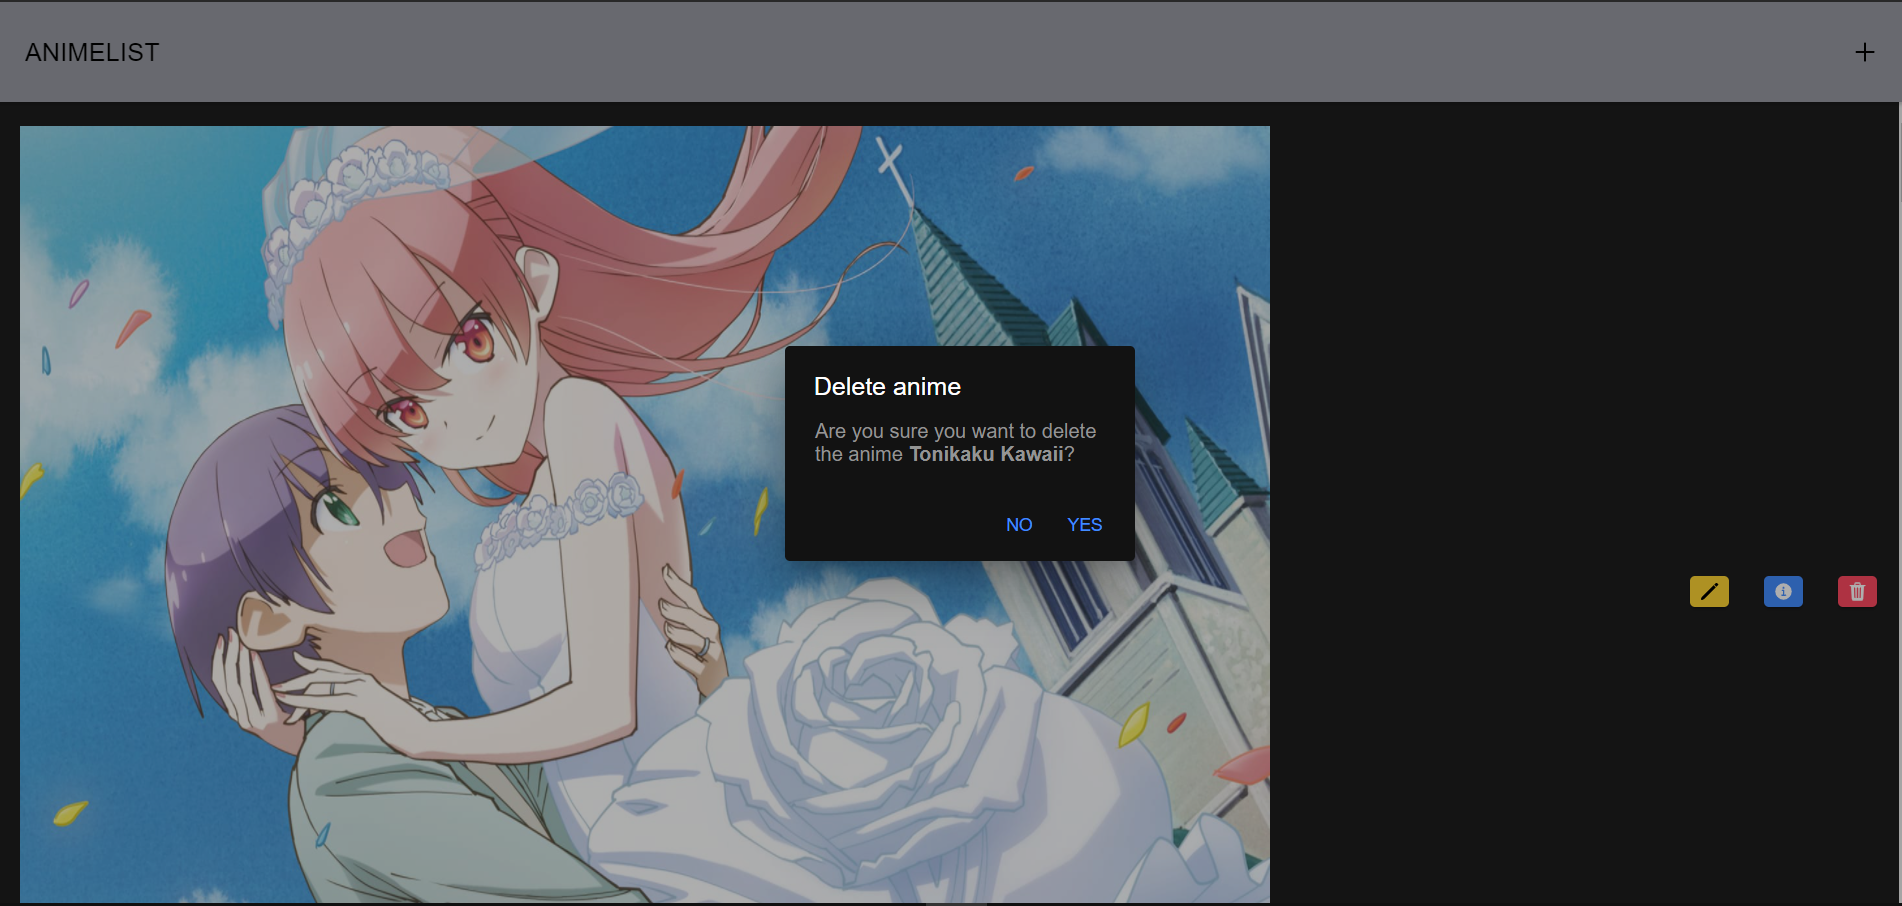 ANIMELIST
Delete anime
Are you sure you want to delete
the anime Tonikaku Kawaii?
NO YES